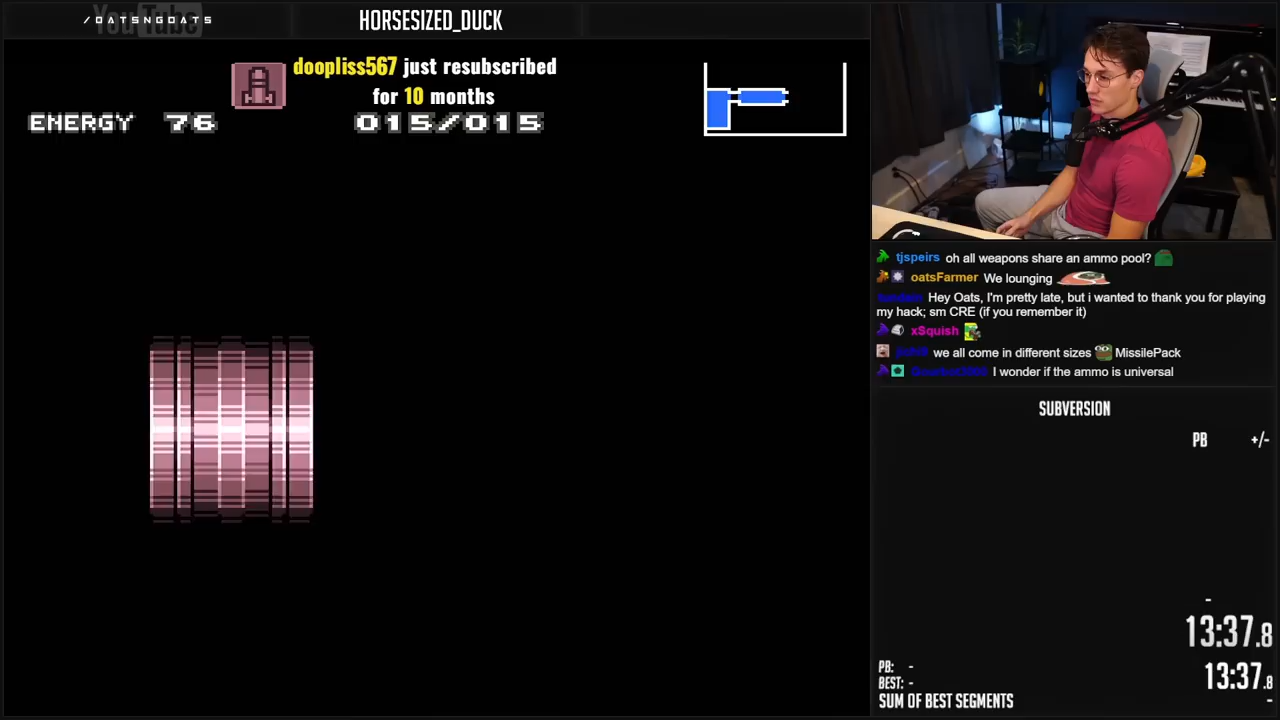 YouTube
/OATSNGOATS
HORSESIZED_DUCK
doopliss567 just resubscribed
for 10 months
ENERGY 76
015/015
tjspeirs oh all weapons share an ammo pool?
oatsFarmer We lounging
Hey Oats, I'm pretty late, but i wanted to thank you for playing
my hack; sm CRE (if you remember it)
xSquish
we all come in different sizes MissilePack
I wonder if the ammo is universal
SUBVERSION
PB +/-
-
13:37.8
PB: -
13:37.8
BEST: -
SUM OF BEST SEGMENTS -